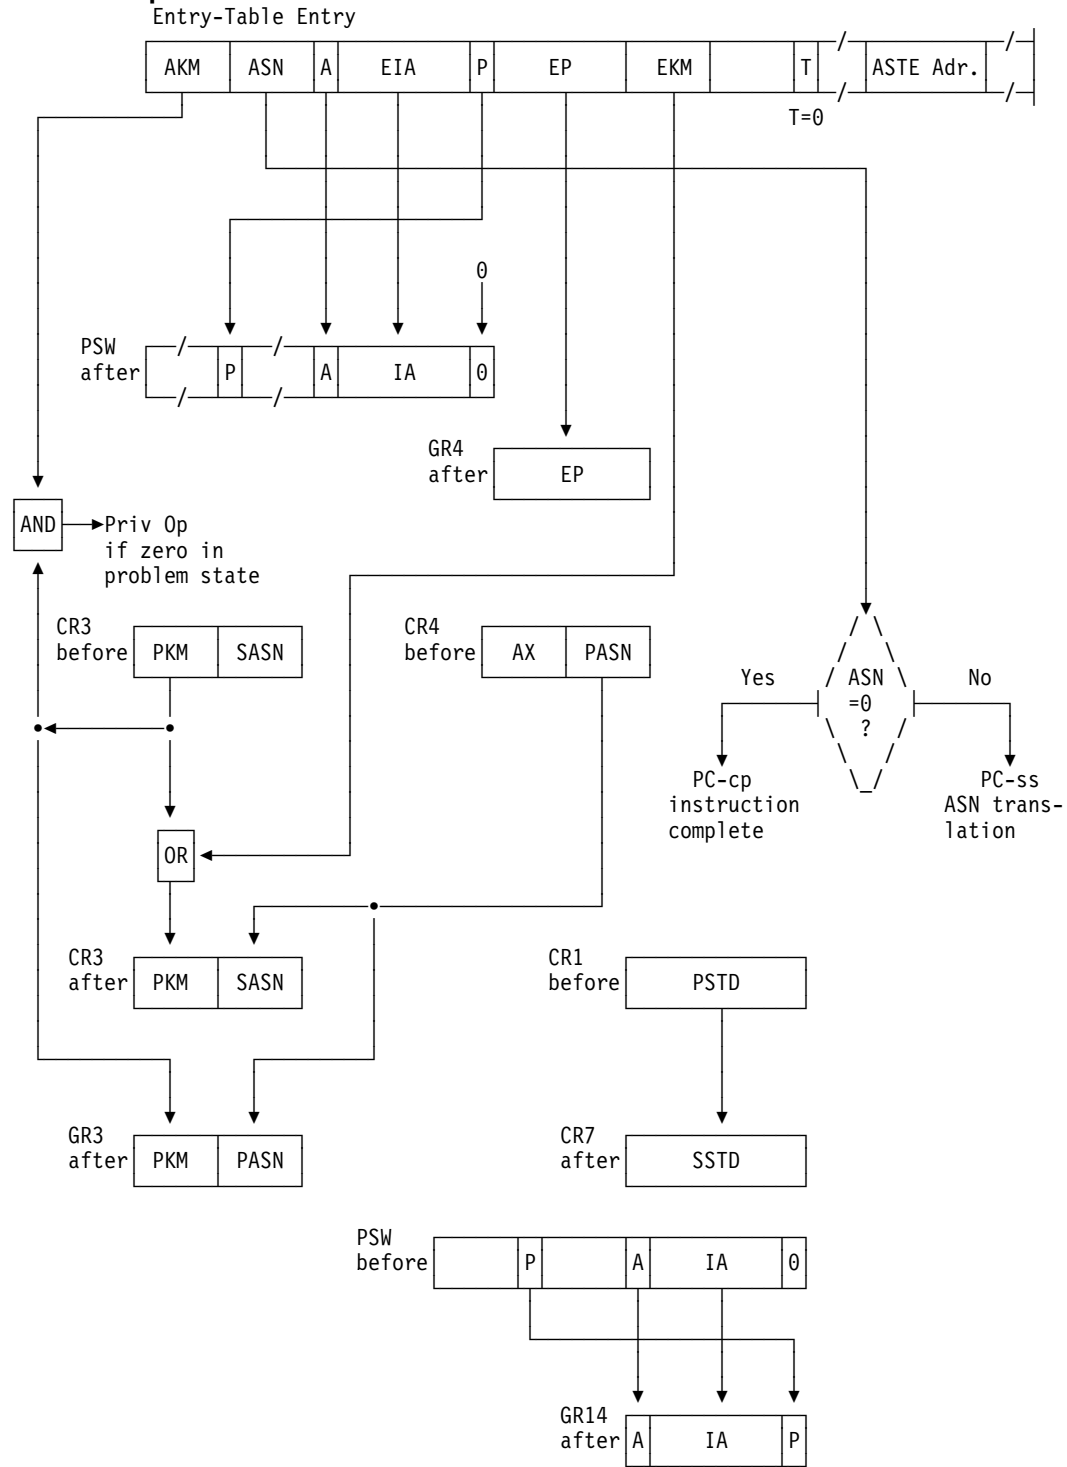 Entry-Table Entry
AKM ASN A EIA P EP EKM T ASTE Adr.
T=0
0
PSW
after
P A IA 0
GR4
after
EP
AND
Priv Op
if zero in
problem state
CR3
before
PKM SASN
CR4
before
AX PASN
Yes
ASN
=0
?
No
PC-cp
instruction
complete
PC-ss
ASN trans-
lation
OR
CR3
after
PKM SASN
CR1
before
PSTD
GR3
after
PKM PASN
CR7
after
SSTD
PSW
before
P A IA 0
GR14
after
A IA P